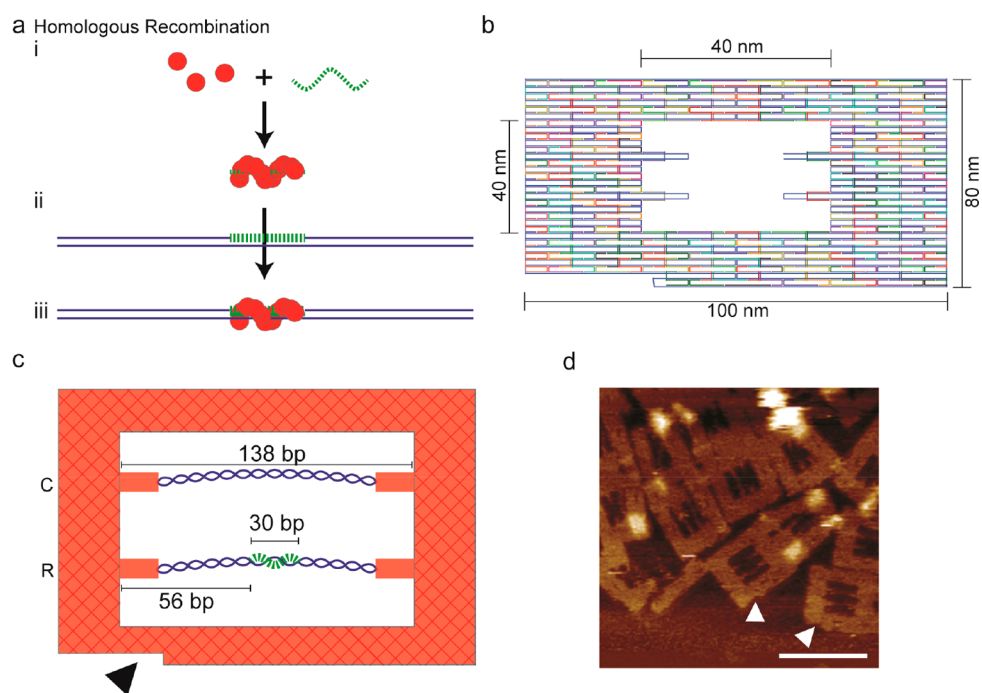 a Homologous Recombination
i
+
ii
iii
b
40 nm
40 nm
80 nm
100 nm
c
138 bp
C
30 bp
R
56 bp
d